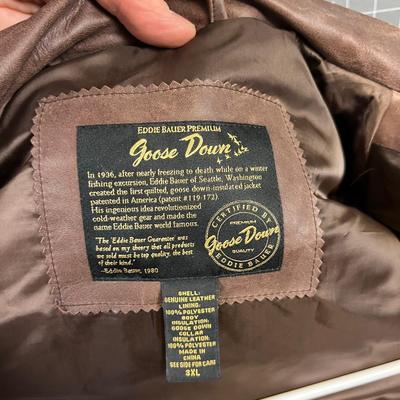 EDDIE BAUER PREMIUM
Goose Down
In 1936, after nearly freezing to death while on a winter
fishing excursion, Eddie Bauer of Seattle, Washington
created the first quilted, goose down-insulated jacket
patented in America (patent #119-172).
His ingenious idea revolutionized
cold-weather gear and made the
name Eddie Bauer world famous.
"The Eddie Bauer Guarantee was
based on my theory that all products
we sold must be top quality, the best
of their kind."
-Eddie Bauer, 1980
CERTIFIED BY
PREMIUM
Goose Down
QUALITY
EDDIE BAUER
SHELL:
GENUINE LEATHER
LINING:
100% POLYESTER
BODY
INSULATION:
GOOSE DOWN
COLLAR
INSULATION:
100% POLYESTER
MADE IN
CHINA
SEE SIDE FOR CARE
3XL